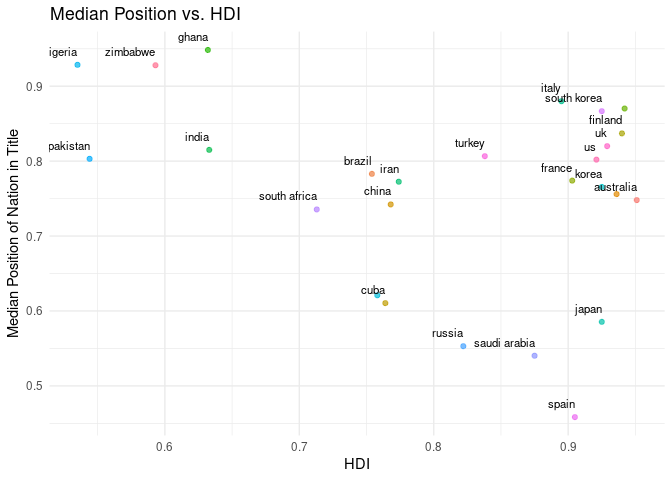 Median Position vs. HDI
ghana
igeria
zimbabwe
italy
south korea
finland
uk
india
pakistan
us
turkey
brazil
iran
france
korea
australia
china
south africa
cuba
japan
russia
saudi arabia
spain
0.9
0.8
0.7
0.6
0.5
Median Position of Nation in Title
0.6
0.7
0.8
0.9
HDI